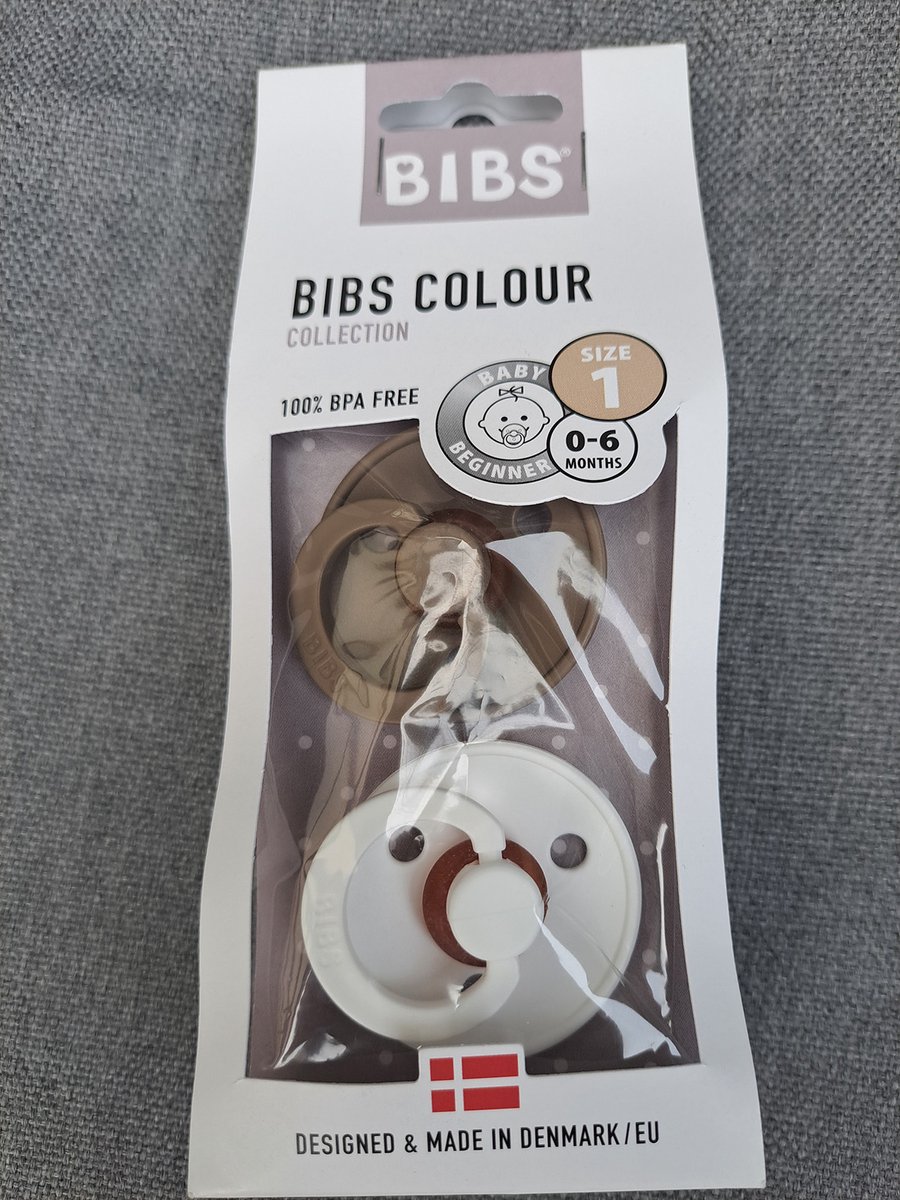 BIBS®
BIBS COLOUR
COLLECTION
100% BPA FREE
BABY
BEGINNER
SIZE
1
0-6
MONTHS
BIBS
BIBS
DESIGNED & MADE IN DENMARK/EU